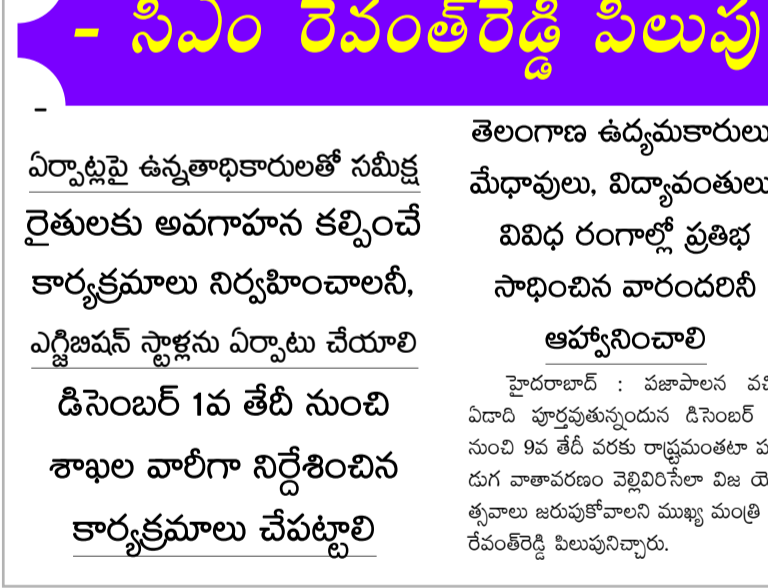 - సీఎం రేవంత్‌రెడ్డి పిలుపు
-
ఏర్పాట్లపై ఉన్నతాధికారులతో సమీక్ష
రైతులకు అవగాహన కల్పించే
కార్యక్రమాలు నిర్వహించాలనీ,
ఎగ్జిబిషన్ స్టాళ్లను ఏర్పాటు చేయాలి
డిసెంబర్ 1వ తేదీ నుంచి
శాఖల వారీగా నిర్దేశించిన
కార్యక్రమాలు చేపట్టాలి
తెలంగాణ ఉద్యమకారులు
మేధావులు, విద్యావంతులు
వివిధ రంగాల్లో ప్రతిభ
సాధించిన వారందరినీ
ఆహ్వానించాలి
హైదరాబాద్ : పజాపాలన
ఏడాది పూర్తవుతున్నందున డిసెంబర్
నుంచి 9వ తేదీ వరకు రాష్ట్రమంతటా
డుగ వాతావరణం వెల్లివిరిసేలా విజ
త్సవాలు జరుపుకోవాలని ముఖ్య మంత్రి
రేవంత్‌రెడ్డి పిలుపునిచ్చారు.